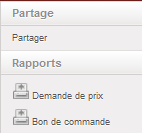 Partage
Partager
Rapports
Demande de prix
Bon de commande